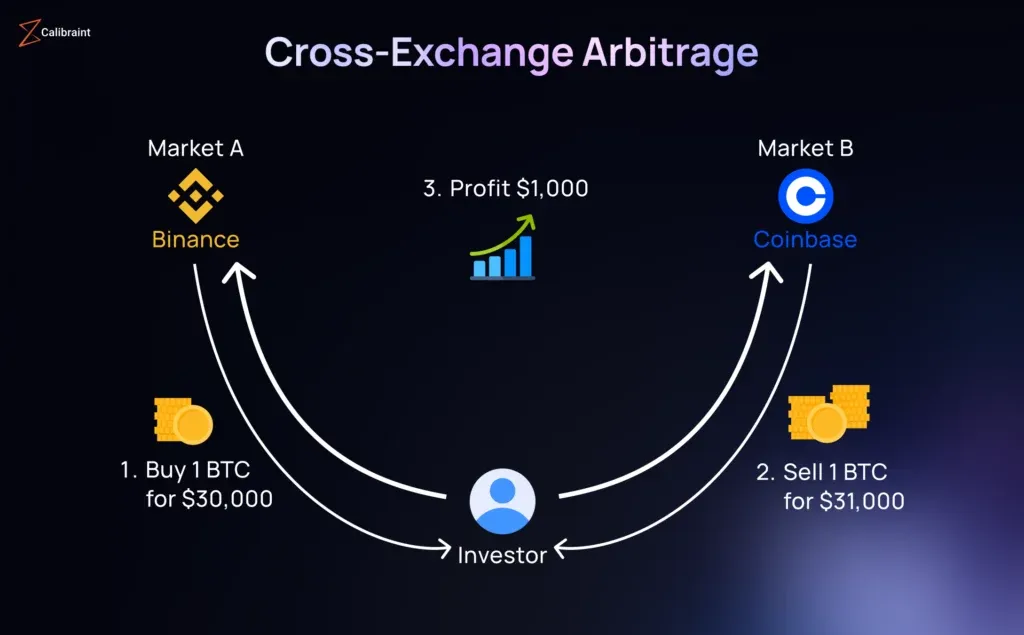 Calibraint
Cross-Exchange Arbitrage
Market A
Binance
3. Profit $1,000
Market B
Coinbase
1. Buy 1 BTC
for $30,000
2. Sell 1 BTC
for $31,000
Investor